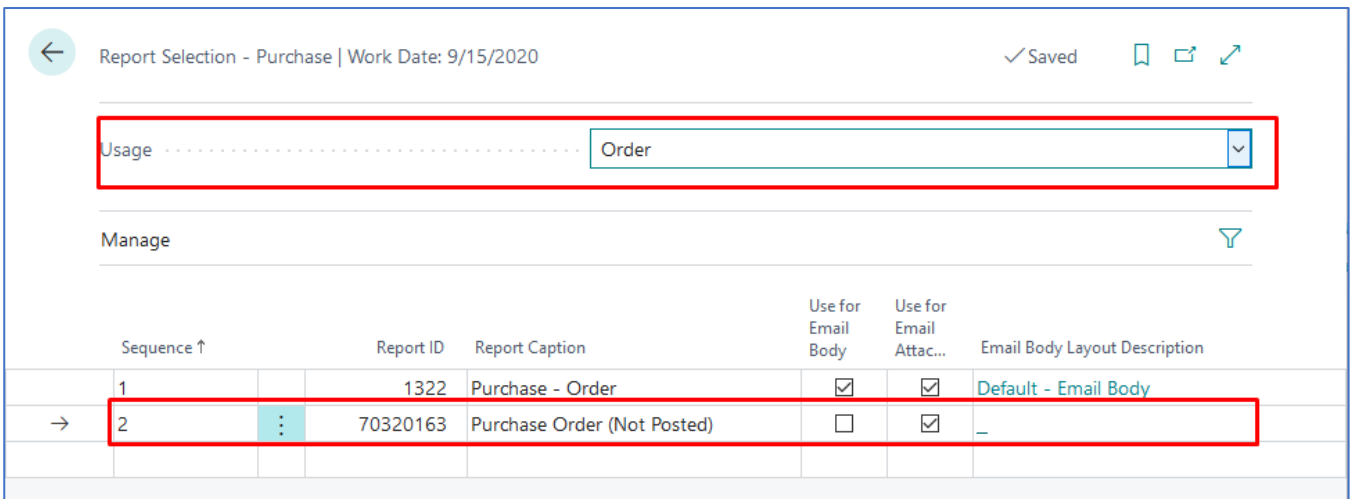 Report Selection - Purchase | Work Date: 9/15/2020 Saved
Usage Order
Manage
Sequence ↑ Report ID Report Caption Use for Email Body Use for Email Attac... Email Body Layout Description
1 1322 Purchase - Order Default - Email Body
2 70320163 Purchase Order (Not Posted) _